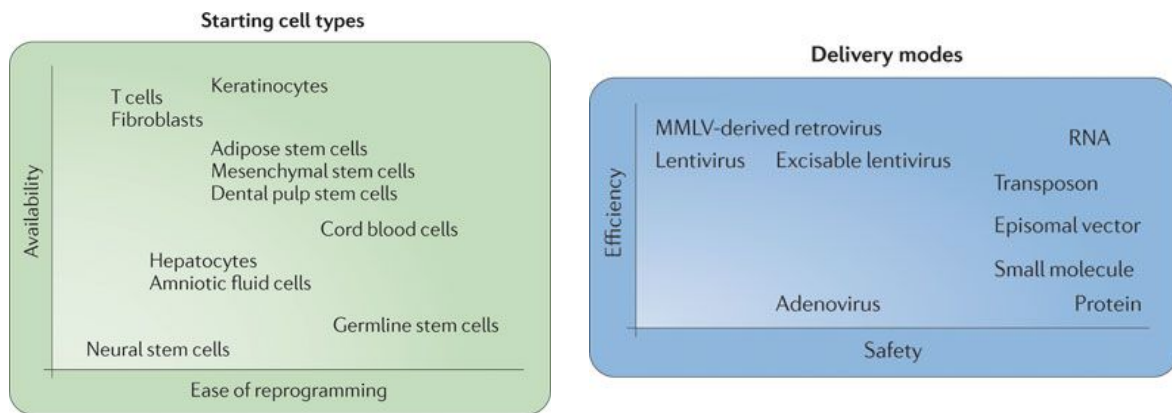 Starting cell types
Availability
Keratinocytes
T cells
Fibroblasts
Adipose stem cells
Mesenchymal stem cells
Dental pulp stem cells
Cord blood cells
Hepatocytes
Amniotic fluid cells
Germline stem cells
Neural stem cells
Ease of reprogramming
Delivery modes
Efficiency
MMLV-derived retrovirus
RNA
Lentivirus
Excisable lentivirus
Transposon
Episomal vector
Small molecule
Adenovirus
Protein
Safety